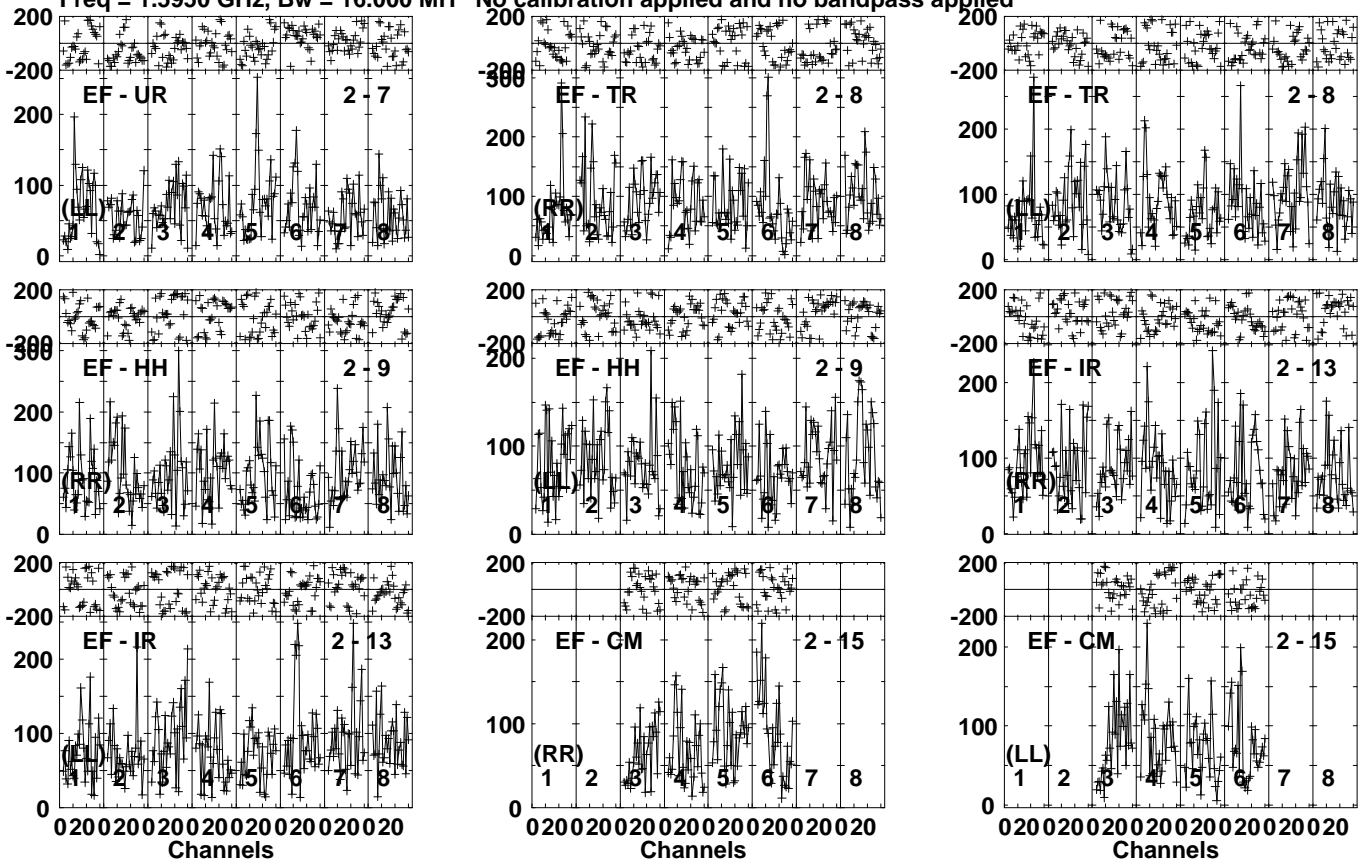 Freq = 1.5950 GHz, Bw = 16.000 MH No calibration applied and no bandpass applied
200 200 200
-200 -200 -200
300
EF - UR 2 - 7 EF - TR 2 - 8 EF - TR 2 - 8
200 200 200
100 100 100
(LL) (RR) (LL)
1 2 3 4 5 6 7 8 1 2 3 4 5 6 7 8 1 2 3 4 5 6 7 8
0 0 0
200 200 200
-200 -200 -200
300 200
EF - HH 2 - 9 EF - HH 2 - 9 EF - IR 2 - 13
200 200
100 100 100
(RR) (LL) (RR)
1 2 3 4 5 6 7 8 1 2 3 4 5 6 7 8 1 2 3 4 5 6 7 8
0 0 0
200 200 200
-200 -200 -200
EF - IR 2 - 13 EF - CM 2 - 15 EF - CM 2 - 15
200 200 200
100 100 100
(LL) (RR) (LL)
1 2 3 4 5 6 7 8 1 2 3 4 5 6 7 8 1 2 3 4 5 6 7 8
0 0 0
0 20 0 20 0 20 0 20 0 20 0 20 0 20 0 20 0 20 0 20 0 20 0 20 0 20 0 20 0 20 0 20 0 20 0 20 0 20 0 20 0 20 0 20 0 20 0 20
Channels Channels Channels